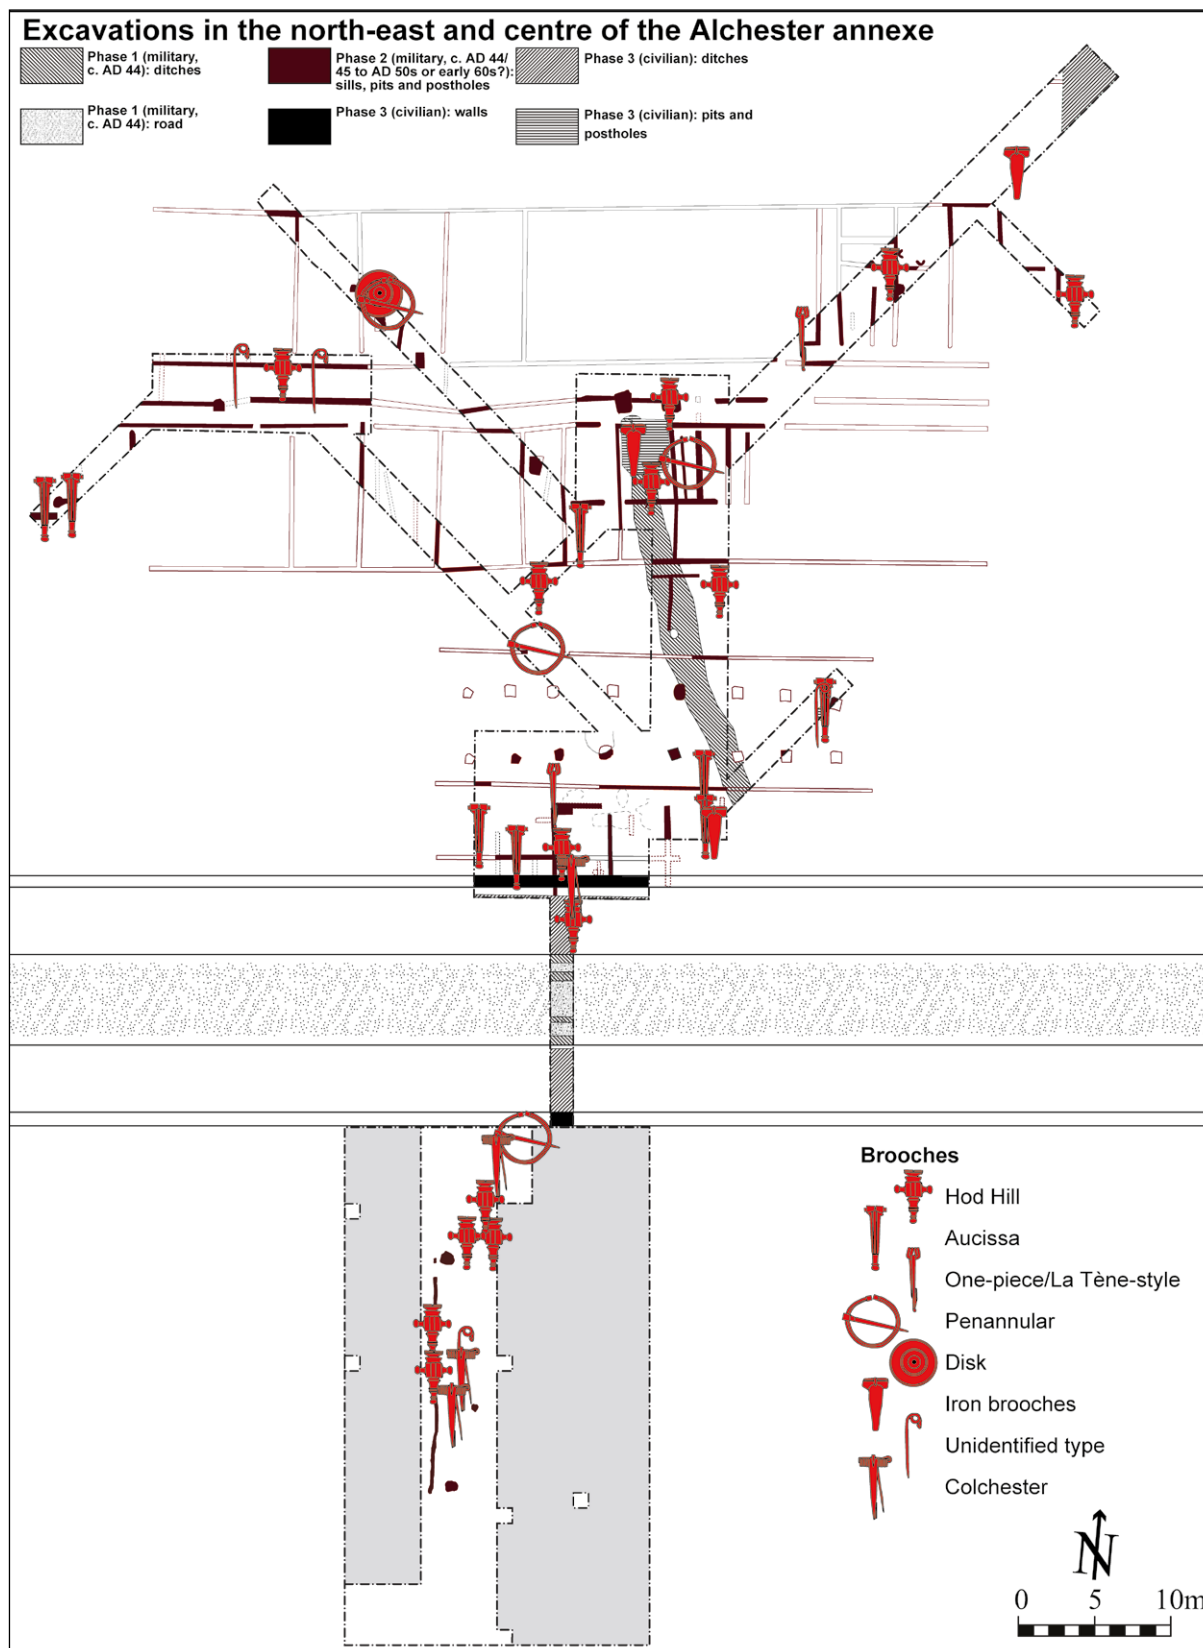 Excavations in the north-east and centre of the Alchester annexe
Phase 1 (military,
c. AD 44): ditches
Phase 2 (military, c. AD 44/
45 to AD 50s or early 60s?):
sills, pits and postholes
Phase 3 (civilian): ditches
Phase 1 (military,
c. AD 44): road
Phase 3 (civilian): walls
Phase 3 (civilian): pits and
postholes
Brooches
Hod Hill
Aucissa
One-piece/La Tène-style
Penannular
Disk
Iron brooches
Unidentified type
Colchester
N
0 5 10m